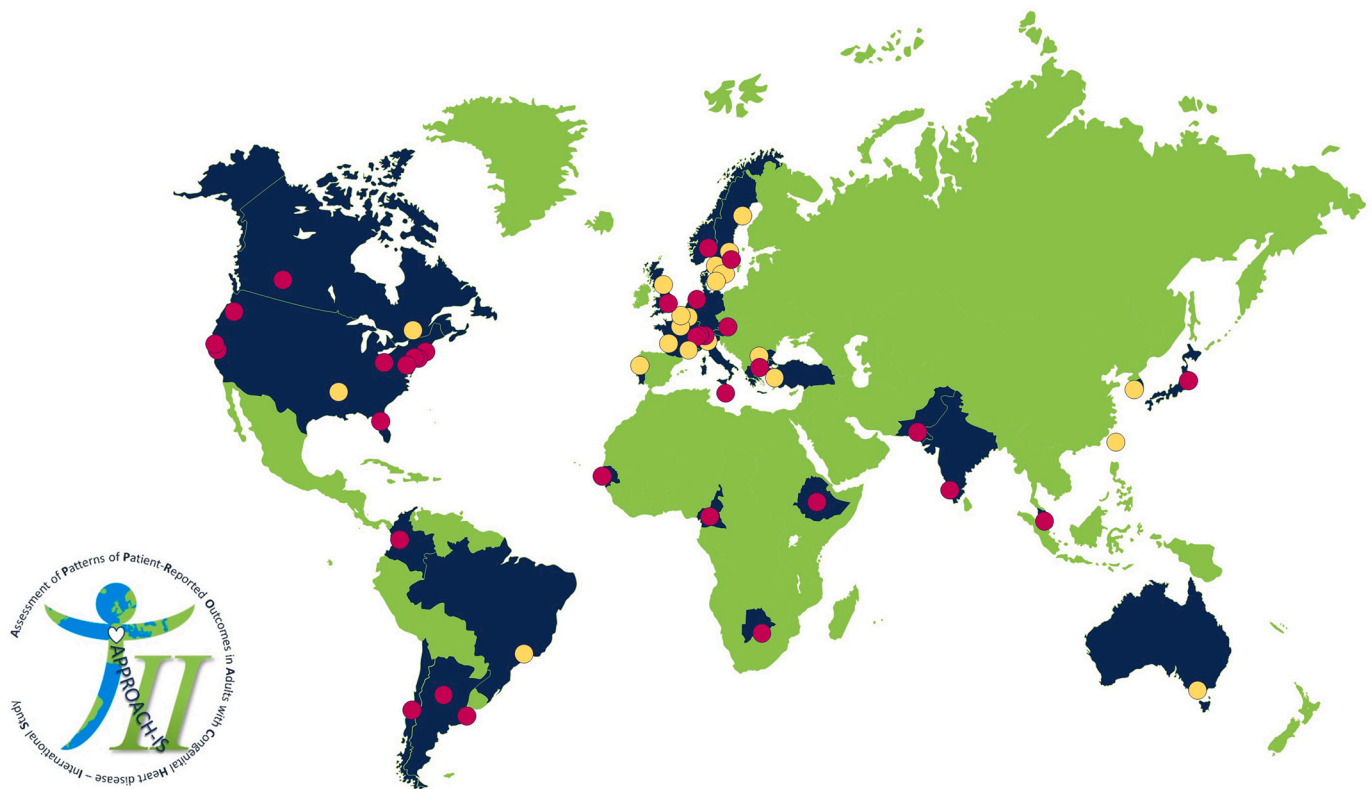 Assessment of Patterns of Patient-Reported Outcomes in Adults with Congenital Heart disease – International Study
APPROACH-IS
II